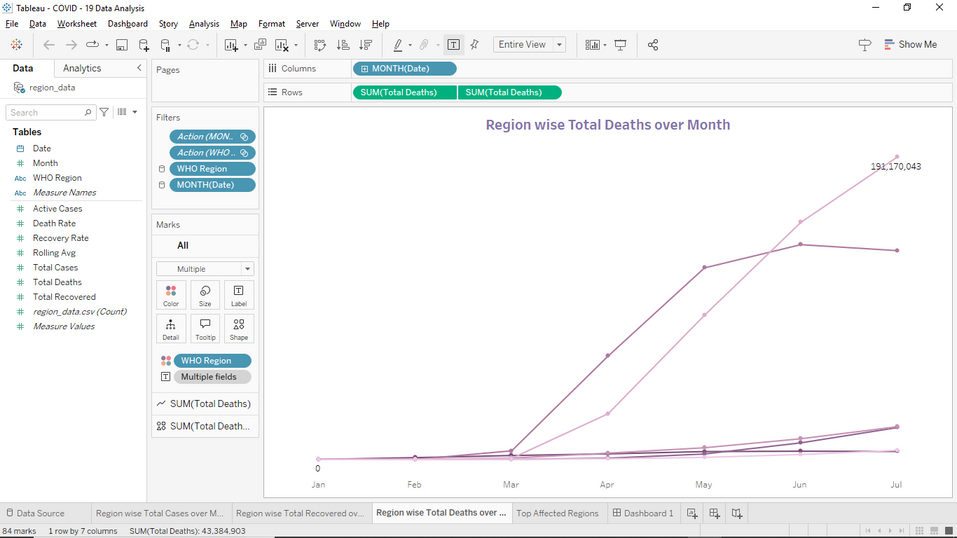 Tableau - COVID - 19 Data Analysis
File Data Worksheet Dashboard Story Analysis Map Format Server Window Help
Entire View
Show Me
Data Analytics
region_data
Search
Tables
Date
Month
Abc WHO Region
Abc Measure Names
Active Cases
Death Rate
Recovery Rate
Rolling Avg
Total Cases
Total Deaths
Total Recovered
region_data.csv (Count)
Measure Values
Pages
Filters
Action (MON..
Action (WHO ..
WHO Region
MONTH(Date)
Marks
All
Multiple
Color Size Label
Detail Tooltip Shape
WHO Region
Multiple fields
SUM(Total Deaths)
SUM(Total Death...
Columns MONTH(Date)
Rows SUM(Total Deaths) SUM(Total Deaths)
Region wise Total Deaths over Month
191,170,043
0
Jan Feb Mar Apr May Jun Jul
Data Source Region wise Total Cases over M... Region wise Total Recovered ov... Region wise Total Deaths over ... Top Affected Regions Dashboard 1
84 marks 1 row by 7 columns SUM(Total Deaths): 43,384,903